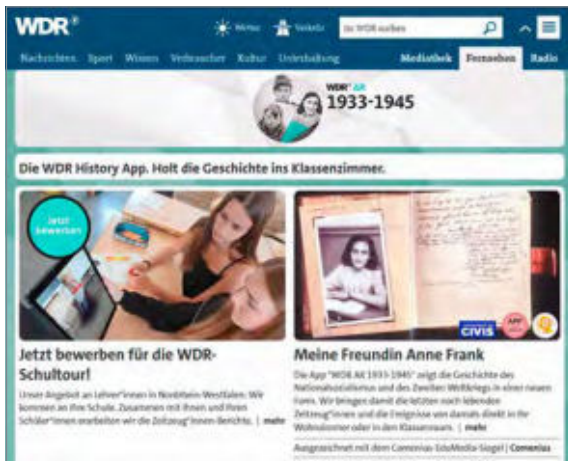 WDR®
Wetter Verkehr im WDR suchen
Nachrichten Sport Wissen Verbraucher Kultur Unterhaltung Mediathek Fernsehen Radio
WDR AR
1933-1945
Die WDR History App. Holt die Geschichte ins Klassenzimmer.
Jetzt
bewerben
CIVIS
APP
Jetzt bewerben für die WDR-
Schultour!
Unser Angebot an Lehrer*innen in Nordrhein-Westfalen: Wir
kommen an Ihre Schule. Zusammen mit Ihnen und Ihren
Schüler*innen erarbeiten wir die Zeitzeug*innen-Berichte. | mehr
Meine Freundin Anne Frank
Die App "WDR AR 1933-1945" zeigt die Geschichte des
Nationalsozialismus und des Zweiten Weltkriegs in einer neuen
Form. Wir bringen damit die letzten noch lebenden
Zeitzeug*innen und die Ereignisse von damals direkt in Ihr
Wohnzimmer oder in den Klassenraum. | mehr
Ausgezeichnet mit dem Comenius-EduMedia-Siegel | Comenius